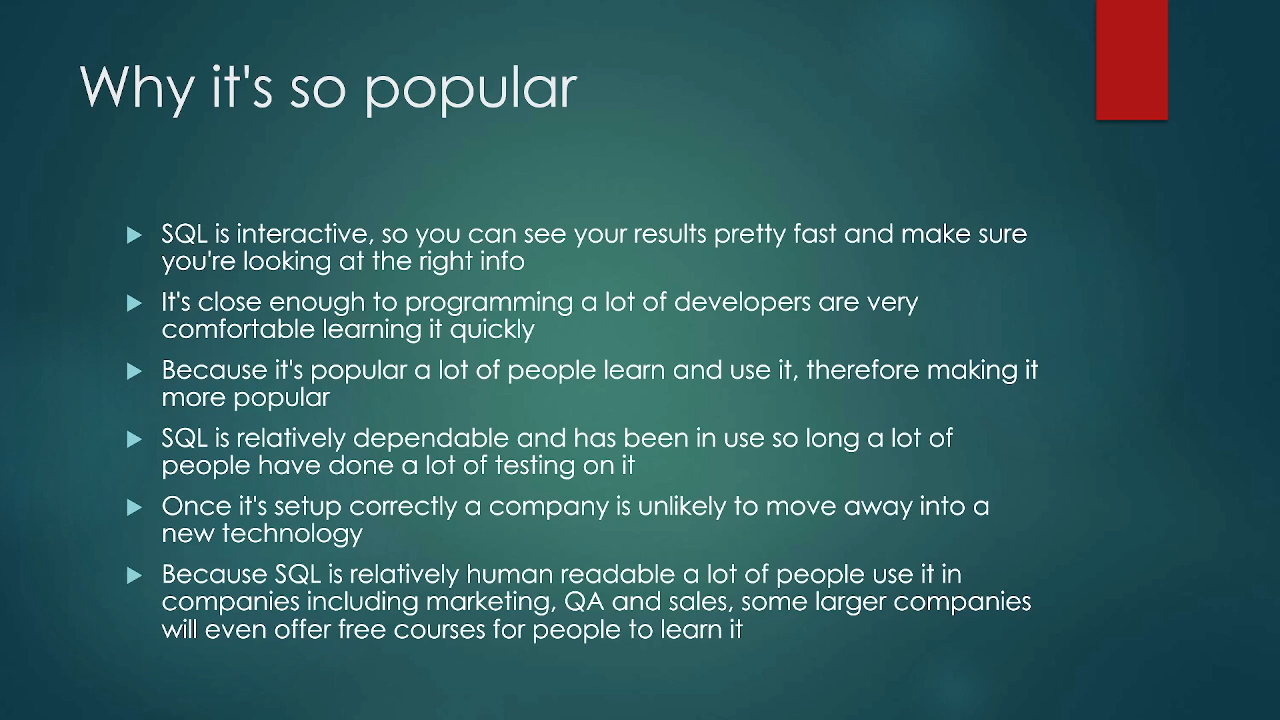 Why it's so popular
SQL is interactive, so you can see your results pretty fast and make sure
you're looking at the right info
It's close enough to programming a lot of developers are very
comfortable learning it quickly
Because it's popular a lot of people learn and use it, therefore making it
more popular
SQL is relatively dependable and has been in use so long a lot of
people have done a lot of testing on it
Once it's setup correctly a company is unlikely to move away into a
new technology
Because SQL is relatively human readable a lot of people use it in
companies including marketing, QA and sales, some larger companies
will even offer free courses for people to learn it